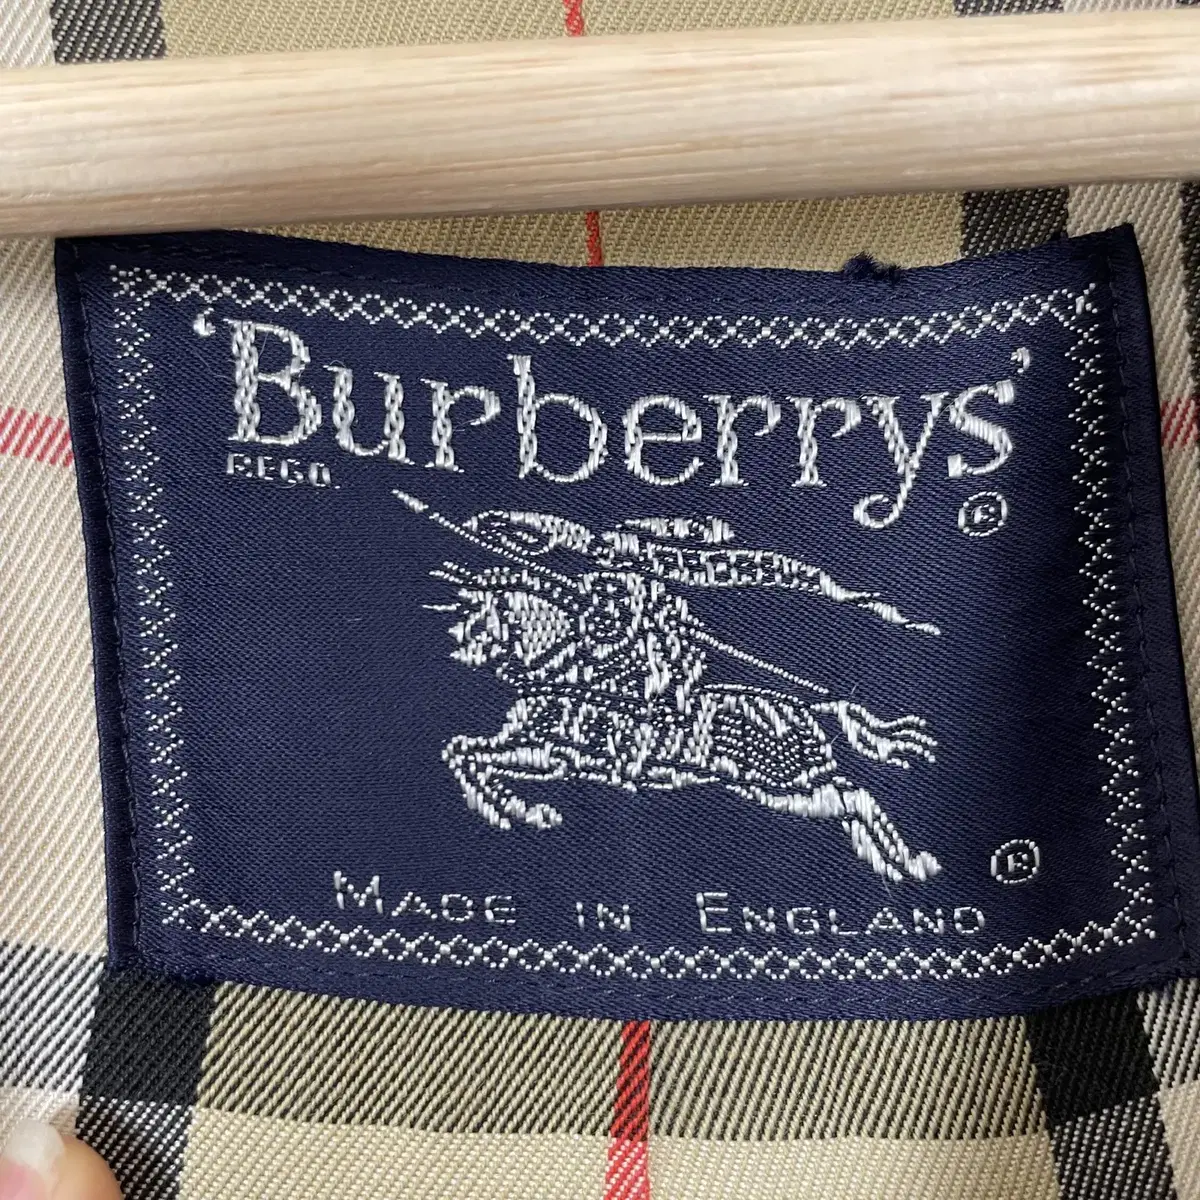 'Burberrys'
REGD.
®
®
MADE IN ENGLAND